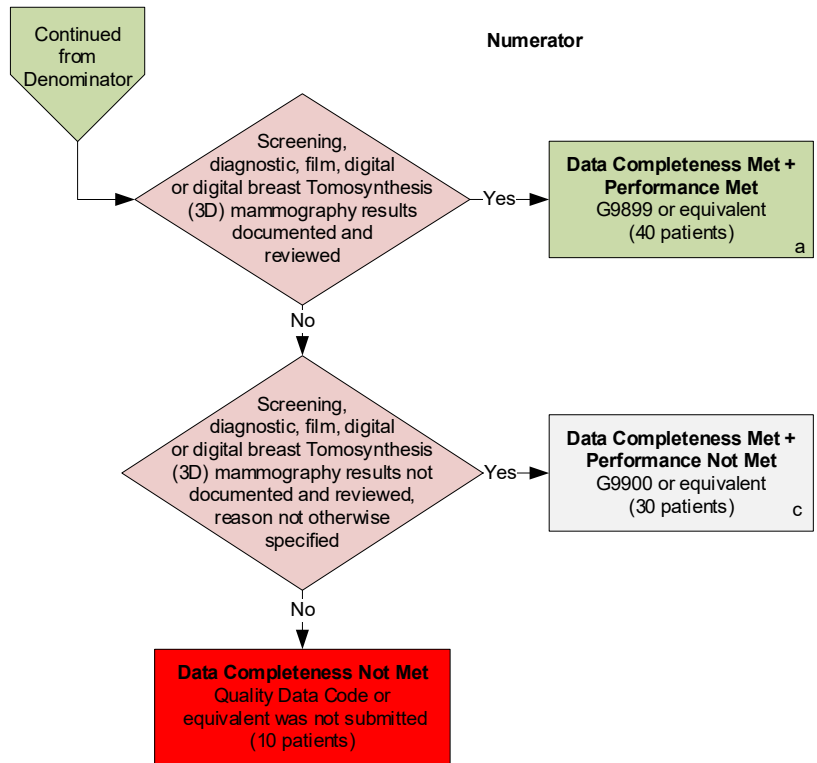 Continued
from
Denominator
Numerator
Screening,
diagnostic, film, digital
or digital breast Tomosynthesis
(3D) mammography results
documented and
reviewed
Yes
Data Completeness Met +
Performance Met
G9899 or equivalent
(40 patients)
a
No
Screening,
diagnostic, film, digital
or digital breast Tomosynthesis
(3D) mammography results not
documented and reviewed,
reason not otherwise
specified
Yes
Data Completeness Met +
Performance Not Met
G9900 or equivalent
(30 patients)
c
No
Data Completeness Not Met
Quality Data Code or
equivalent was not submitted
(10 patients)